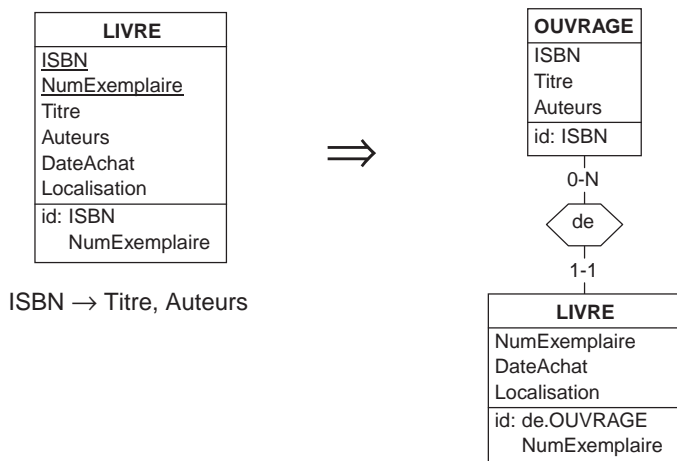 LIVRE
ISBN
NumExemplaire
Titre
Auteurs
DateAchat
Localisation
id: ISBN
NumExemplaire
ISBN → Titre, Auteurs
⇒
OUVRAGE
ISBN
Titre
Auteurs
id: ISBN
0-N
de
1-1
LIVRE
NumExemplaire
DateAchat
Localisation
id: de.OUVRAGE
NumExemplaire